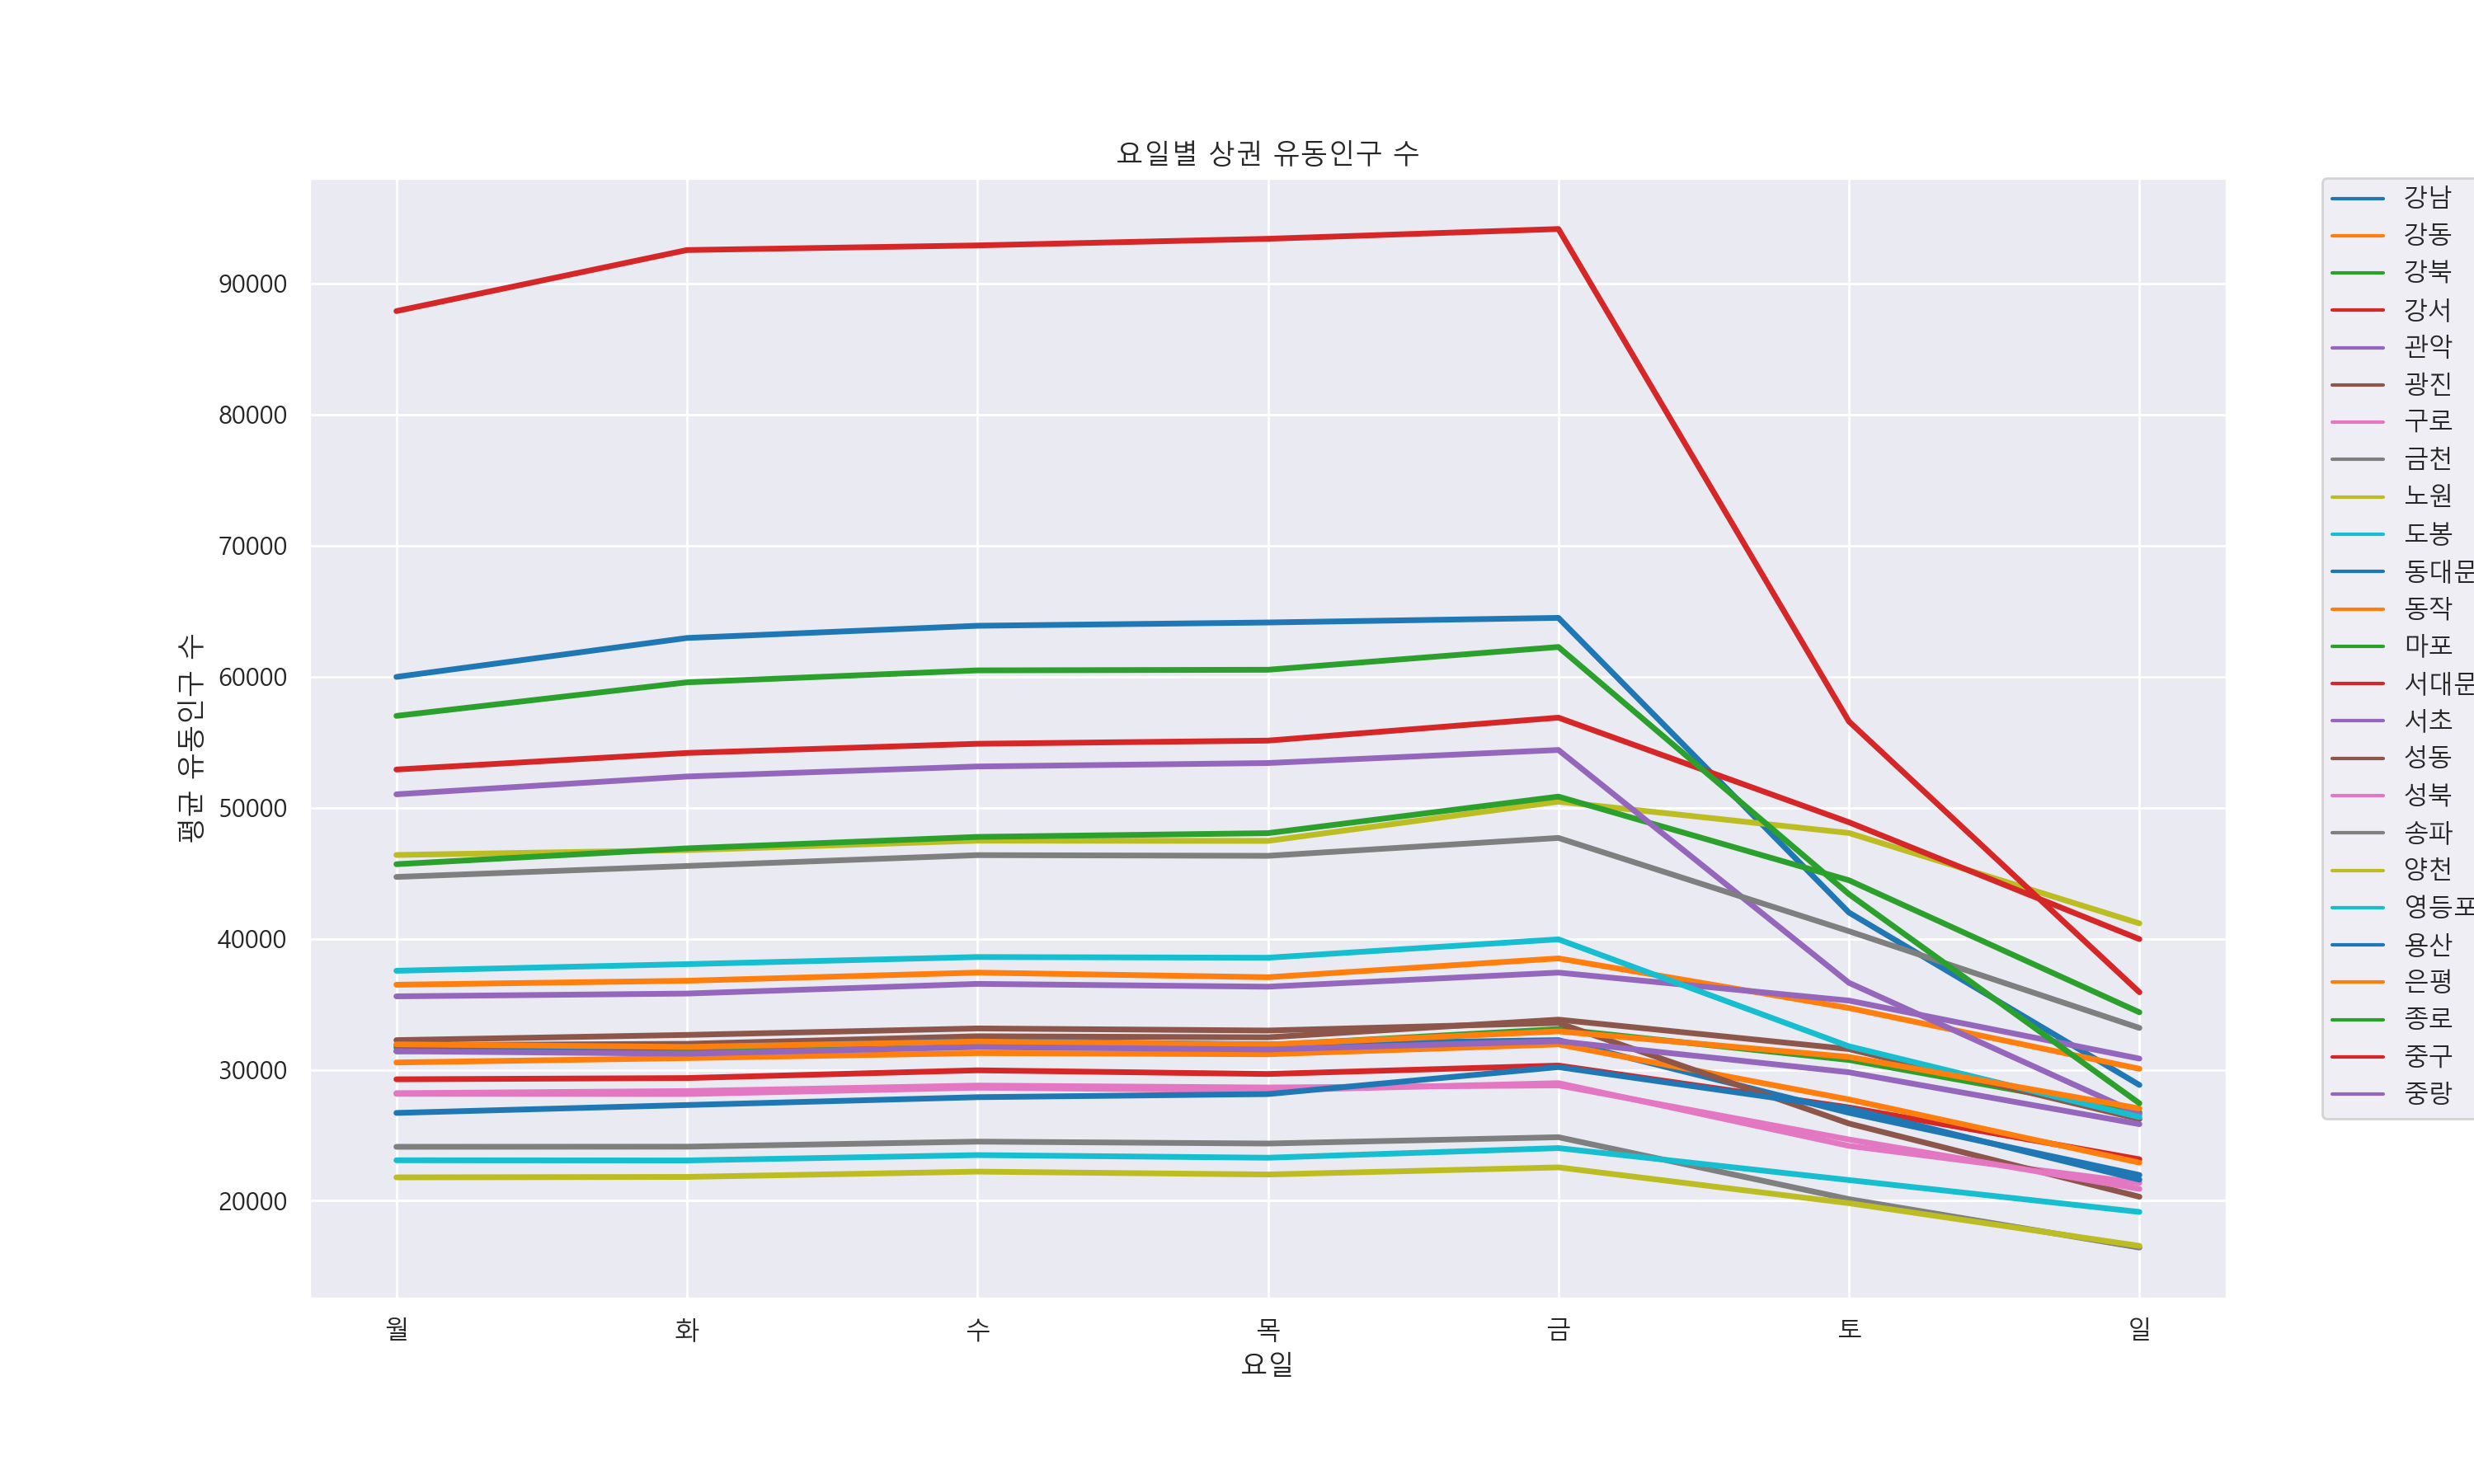 요일별 상권 유동인구 수
평균 유동인구 수
90000
80000
70000
60000
50000
40000
30000
20000
월 화 수 목 금 토 일
요일
강남
강동
강북
강서
관악
광진
구로
금천
노원
도봉
동대문
동작
마포
서대문
서초
성동
성북
송파
양천
영등포
용산
은평
종로
중구
중랑